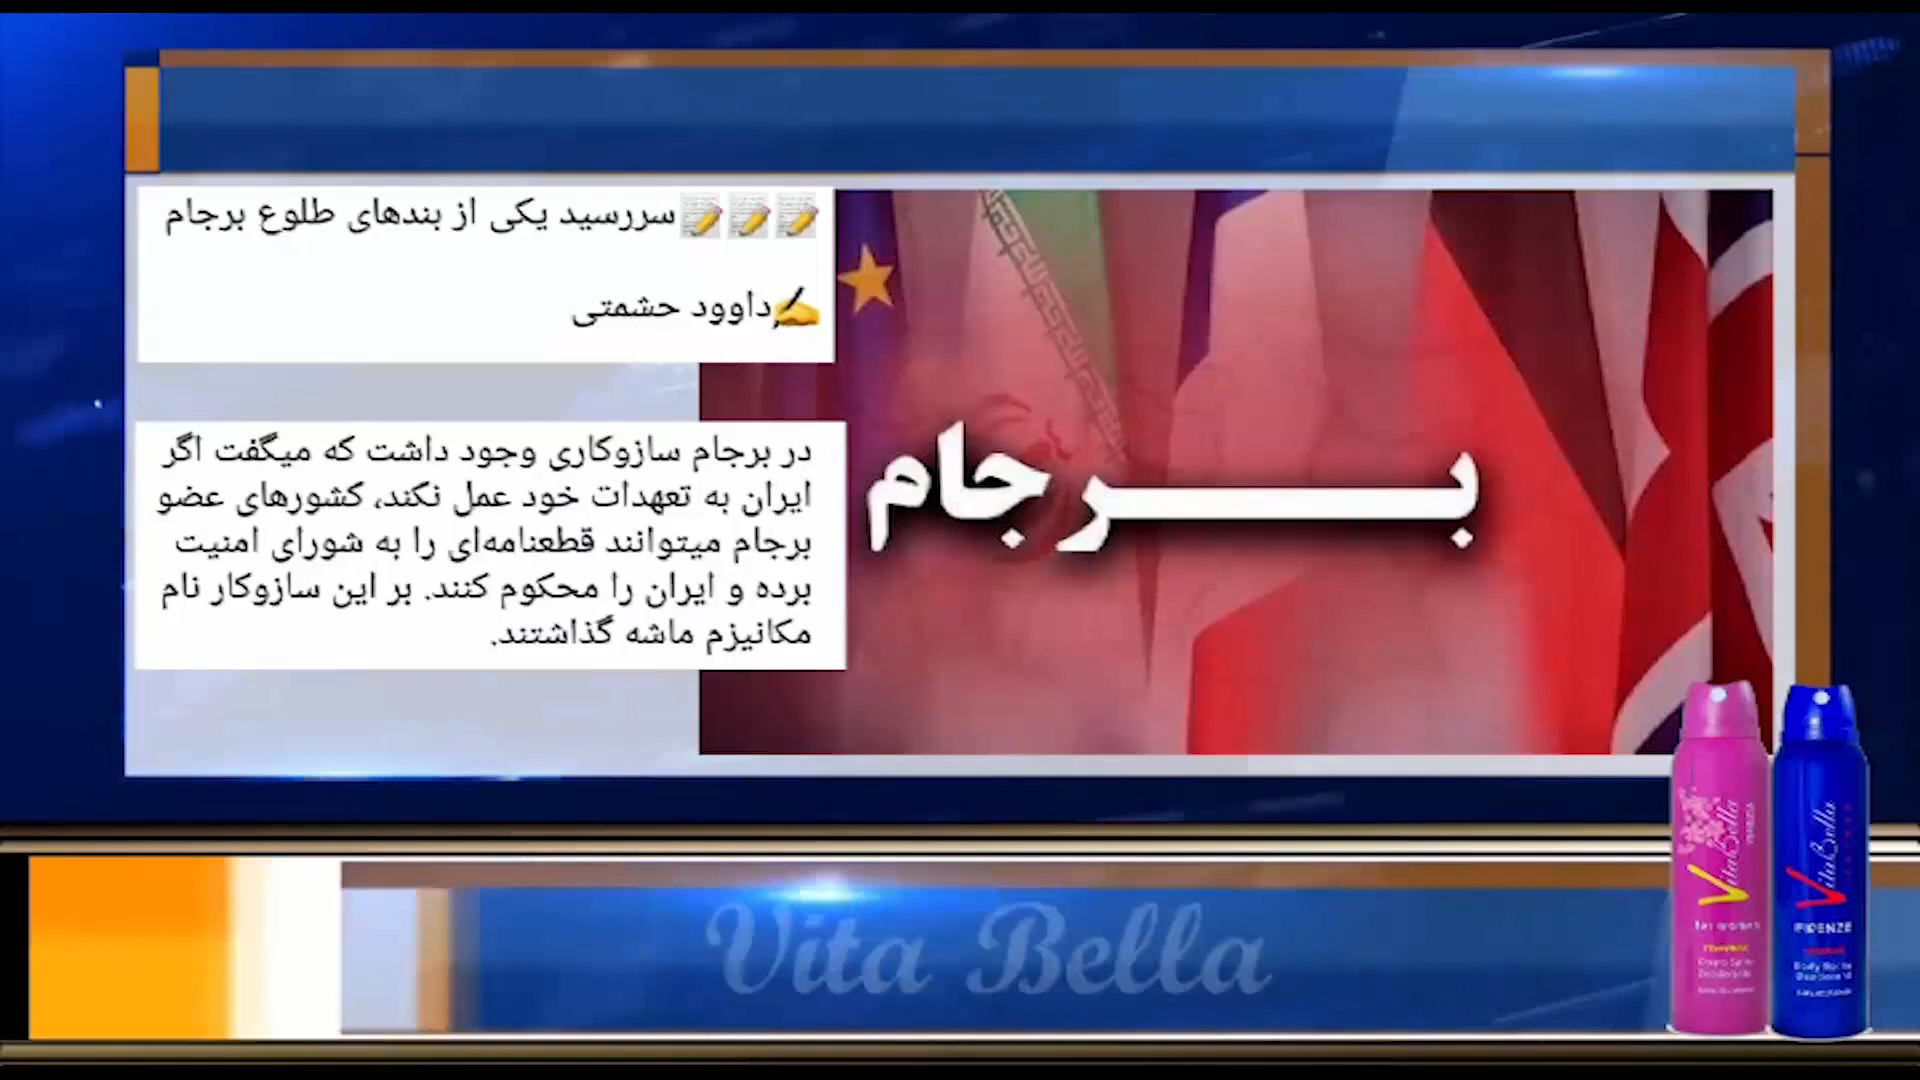 سررسید یکی از بندهای طلوع برجام
داوود حشمتی
در برجام سازوکاری وجود داشت که میگفت اگر
ایران به تعهدات خود عمل نکند، کشورهای عضو
برجام میتوانند قطعنامه‌ای را به شورای امنیت
برده و ایران را محکوم کنند. بر این سازوکار نام
مکانیزم ماشه گذاشتند.
برجام
Vita Bella
VitaBella
for women
VitaBella
FIRENZE